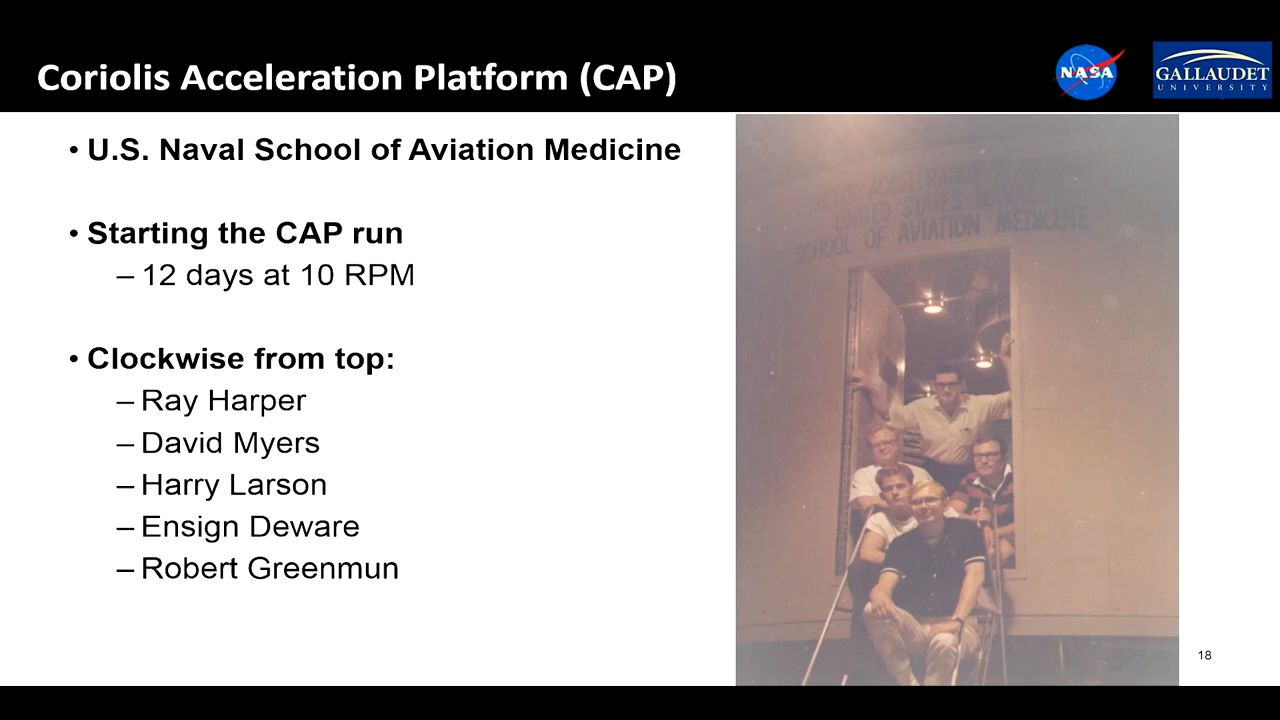 Coriolis Acceleration Platform (CAP)
NASA
GALLAUDET
UNIVERSITY
• U.S. Naval School of Aviation Medicine
• Starting the CAP run
– 12 days at 10 RPM
• Clockwise from top:
– Ray Harper
– David Myers
– Harry Larson
– Ensign Deware
– Robert Greenmun
UNITED STATES NAVAL
SCHOOL OF AVIATION MEDICINE
18